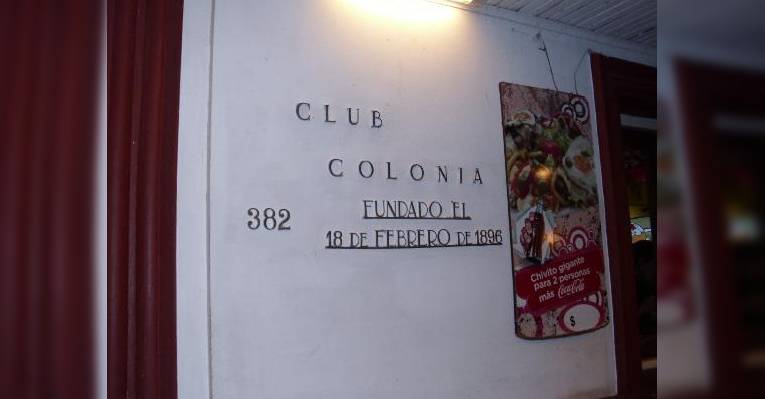 CLUB
COLONIA
382
FUNDADO EL
18 DE FEBRERO DE 1896
Chivito gigante
para 2 personas
más Coca-Cola
$